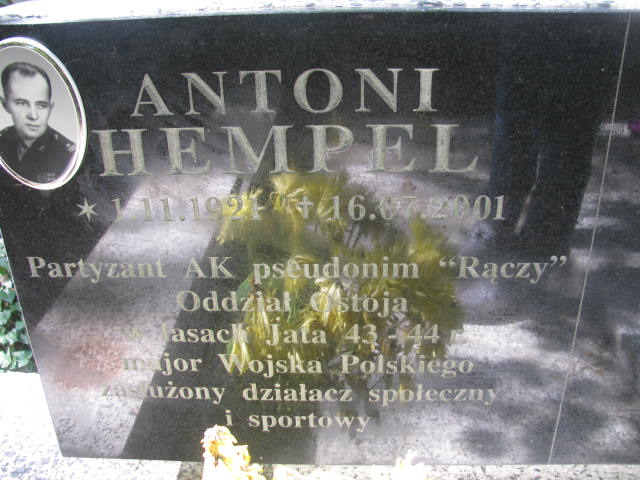 ANTONI
HEMPEL
✶ 1.11.1921 ✝ 16.07.2001
Partyzant AK pseudonim “Rączy”
Oddział Ostoja
w lasach Jata 43 - 44 r.
major Wojska Polskiego
zasłużony działacz społeczny
i sportowy